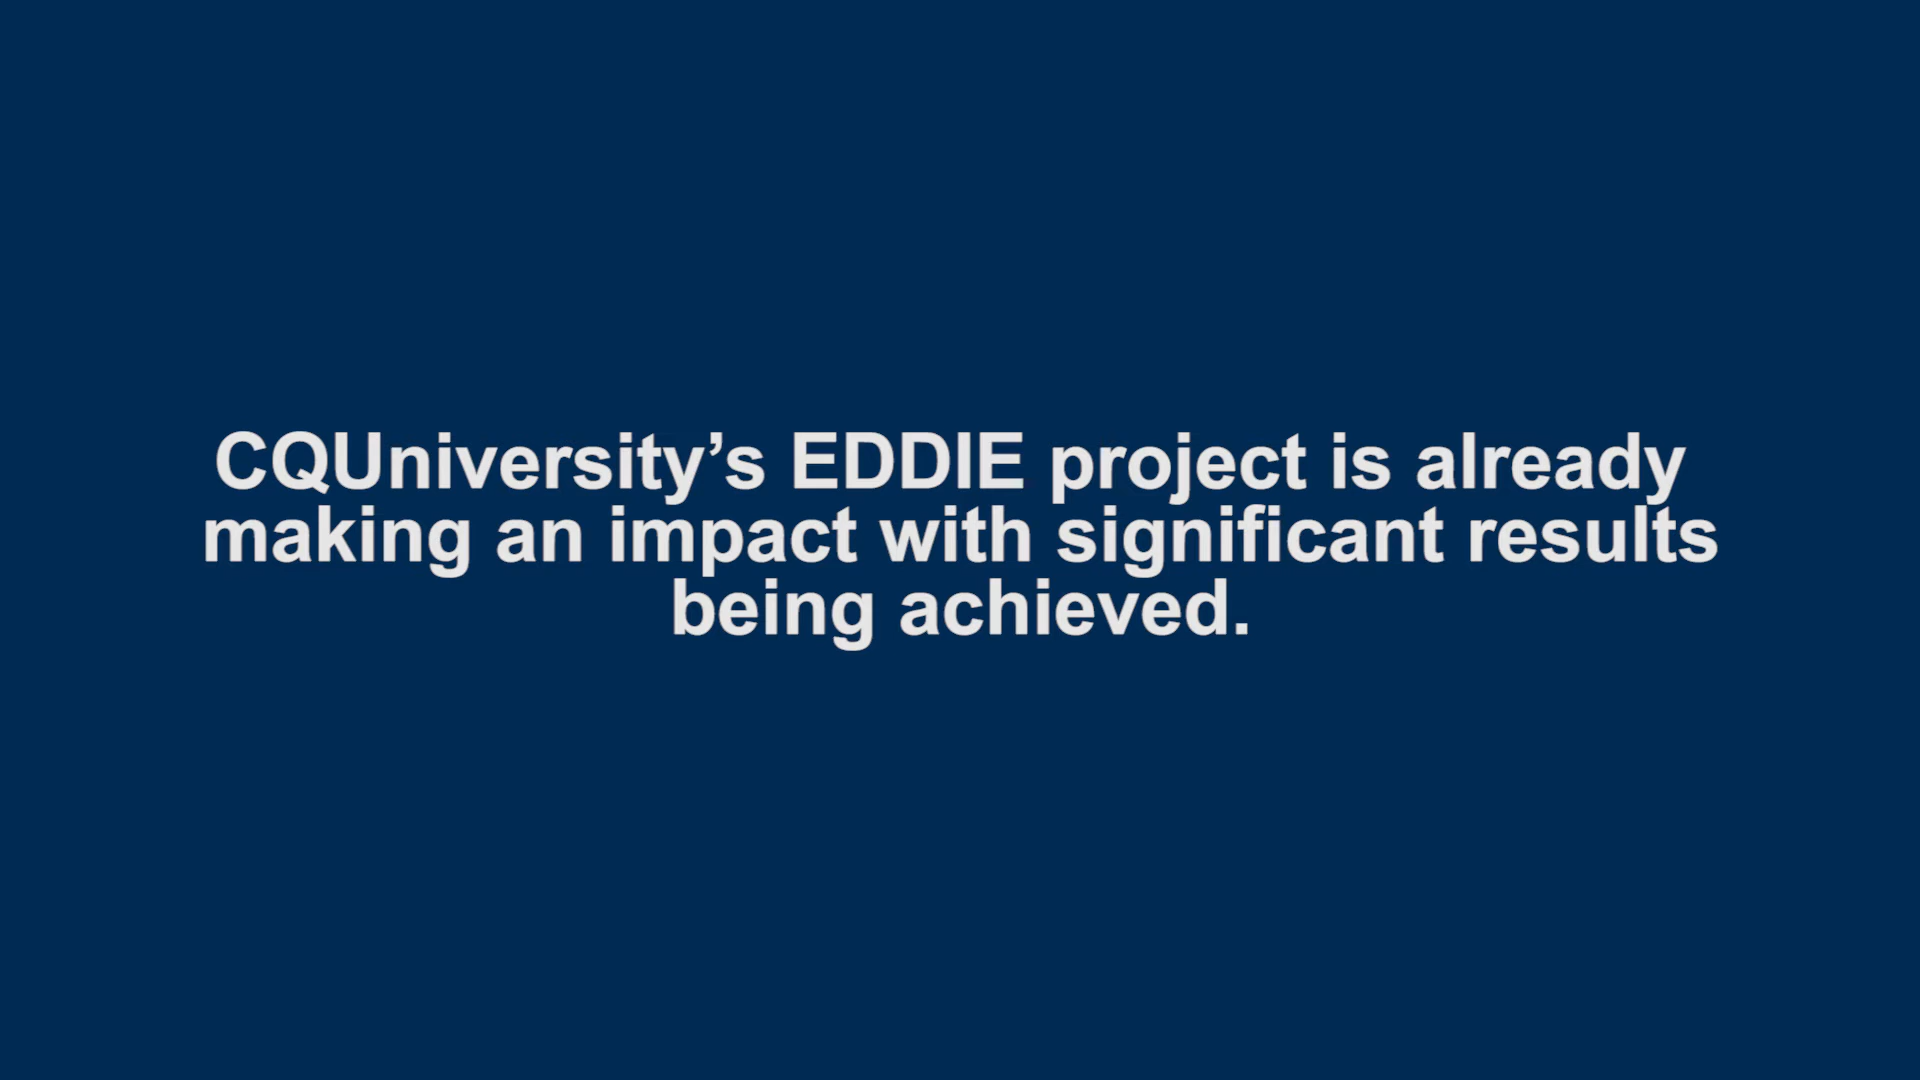 CQUniversity’s EDDIE project is already
making an impact with significant results
being achieved.